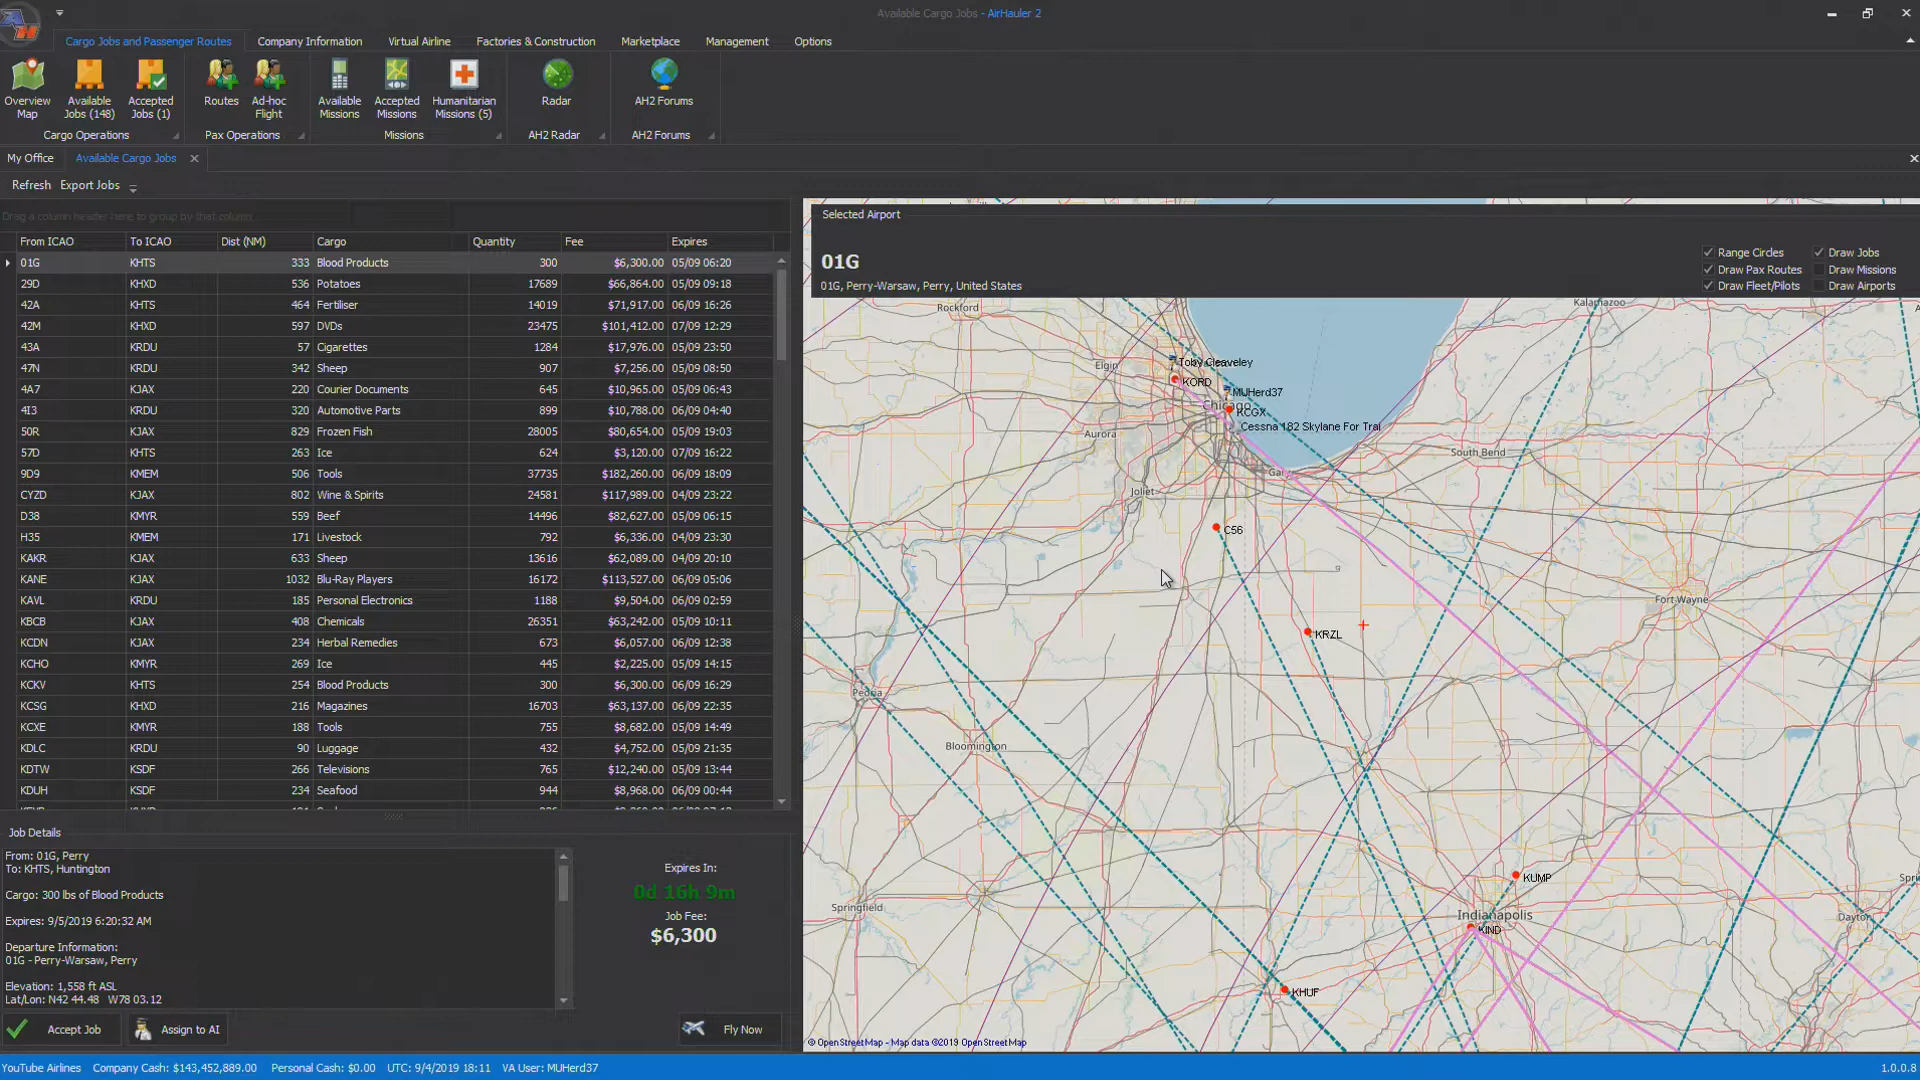 Available Cargo Jobs - AirHauler 2
Cargo Jobs and Passenger Routes Company Information Virtual Airline Factories & Construction Marketplace Management Options
Overview Map
Available Jobs (148)
Accepted Jobs (1)
Routes
Ad-hoc Flight
Available Missions
Accepted Missions
Humanitarian Missions (5)
Radar
AH2 Forums
Cargo Operations Pax Operations Missions AH2 Radar AH2 Forums
My Office Available Cargo Jobs
Refresh Export Jobs
Drag a column header here to group by that column
From ICAO To ICAO Dist (NM) Cargo Quantity Fee Expires
01G KHTS 333 Blood Products 300 $6,300.00 05/09 06:20
29D KHXD 536 Potatoes 17689 $66,864.00 05/09 09:18
42A KHTS 464 Fertiliser 14019 $71,917.00 06/09 16:26
42M KHXD 597 DVDs 23475 $101,412.00 07/09 12:29
43A KRDU 57 Cigarettes 1284 $17,976.00 05/09 23:50
47N KRDU 342 Sheep 907 $7,256.00 05/09 08:50
4A7 KJAX 220 Courier Documents 645 $10,965.00 05/09 06:43
4I3 KRDU 320 Automotive Parts 899 $10,788.00 06/09 04:40
50R KJAX 829 Frozen Fish 28005 $80,654.00 05/09 19:03
57D KHTS 263 Ice 624 $3,120.00 07/09 16:22
9D9 KMEM 506 Tools 37735 $182,260.00 06/09 18:09
CYZD KJAX 802 Wine & Spirits 24581 $117,989.00 04/09 23:22
D38 KMYR 559 Beef 14496 $82,627.00 05/09 06:15
H35 KMEM 171 Livestock 792 $6,336.00 04/09 23:30
KAKR KJAX 633 Sheep 13616 $62,089.00 04/09 20:10
KANE KJAX 1032 Blu-Ray Players 16172 $113,527.00 06/09 05:06
KAVL KRDU 185 Personal Electronics 1188 $9,504.00 06/09 02:59
KBCB KJAX 408 Chemicals 26351 $63,242.00 05/09 10:11
KCDN KJAX 234 Herbal Remedies 673 $6,057.00 06/09 12:38
KCHO KMYR 269 Ice 445 $2,225.00 05/09 14:15
KCKV KHTS 254 Blood Products 300 $6,300.00 06/09 16:29
KCSG KHXD 216 Magazines 16703 $63,137.00 06/09 22:35
KCXE KMYR 188 Tools 755 $8,682.00 05/09 14:49
KDLC KRDU 90 Luggage 432 $4,752.00 05/09 21:35
KDTW KSDF 266 Televisions 765 $12,240.00 05/09 13:44
KDUH KSDF 234 Seafood 944 $8,968.00 06/09 00:44
Job Details
From: 01G, Perry
To: KHTS, Huntington
Cargo: 300 lbs of Blood Products
Expires: 9/5/2019 6:20:32 AM
Departure Information:
01G - Perry-Warsaw, Perry
Elevation: 1,558 ft ASL
Lat/Lon: N42 44.48 W78 03.12
Expires In:
0d 16h 9m
Job Fee:
$6,300
Accept Job Assign to AI Fly Now
Selected Airport
01G
01G, Perry-Warsaw, Perry, United States
Range Circles Draw Jobs
Draw Pax Routes Draw Missions
Draw Fleet/Pilots Draw Airports
Rockford
Kalamazoo
Elgin
Toby Cleaveley
KORD
MUHerd37
Chicago
KCGX
Cessna 182 Skylane For Trai
Aurora
South Bend
Gary
Joliet
C56
Fort Wayne
KRZL
Peoria
Bloomington
KUMP
Springfield
Indianapolis
Dayton
KIND
KHUF
© OpenStreetMap - Map data ©2019 OpenStreetMap
YouTube Airlines Company Cash: $143,452,889.00 Personal Cash: $0.00 UTC: 9/4/2019 18:11 VA User: MUHerd37 1.0.0.8